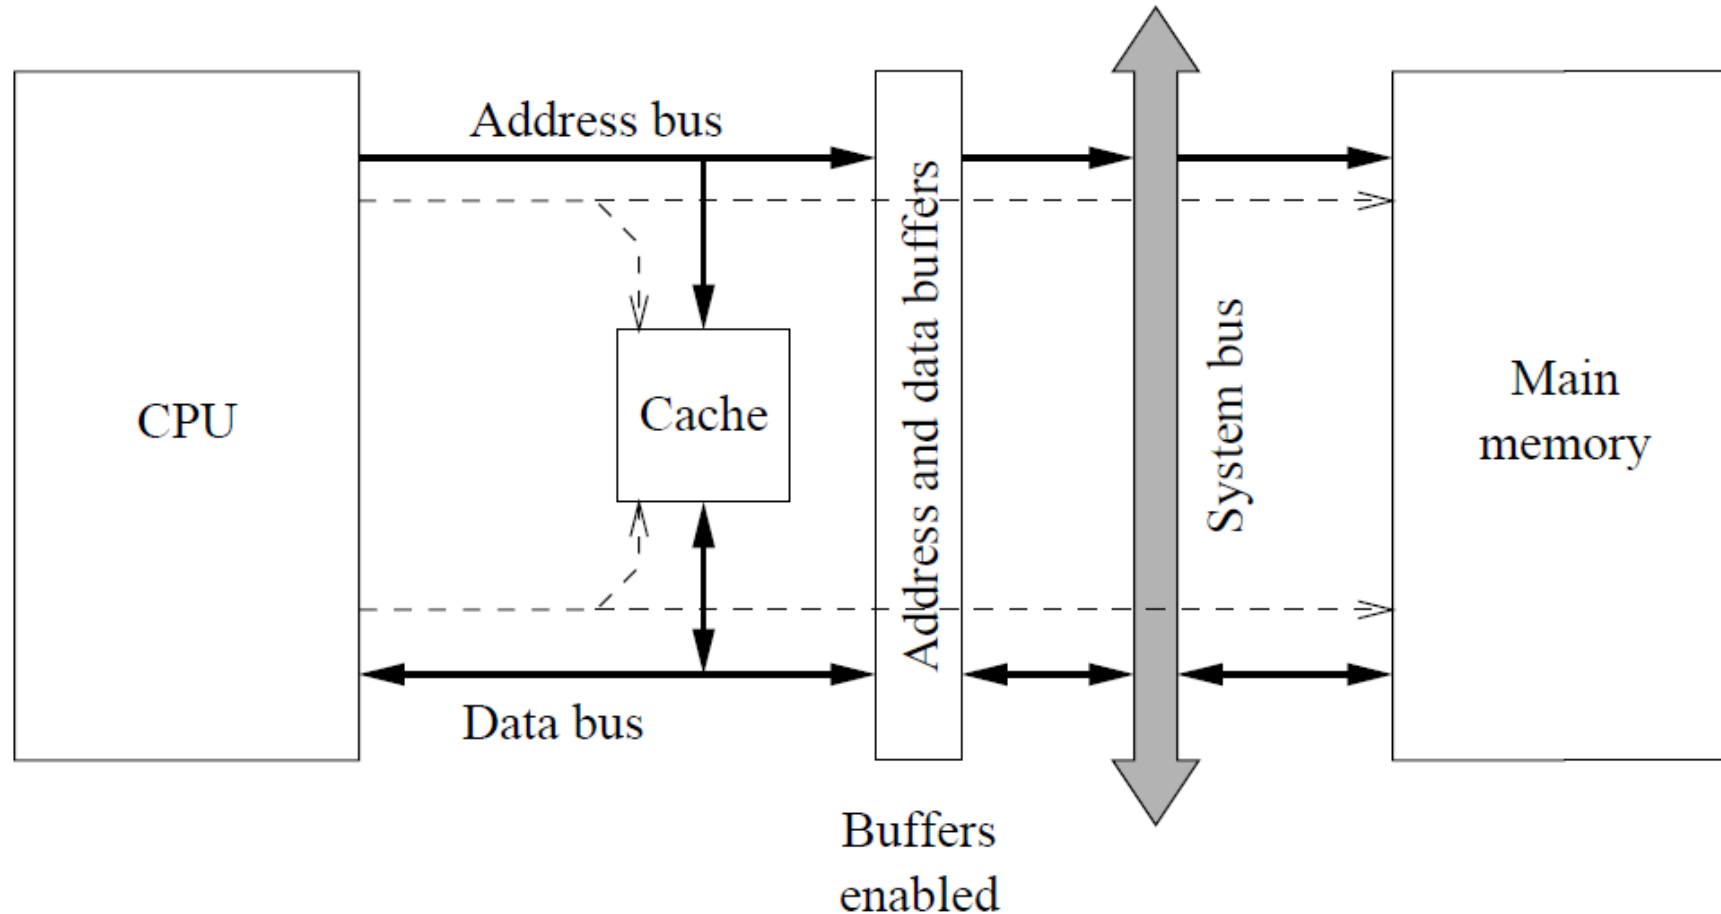 Address bus
Address and data buffers
System bus
CPU
Cache
Main
memory
Data bus
Buffers
enabled